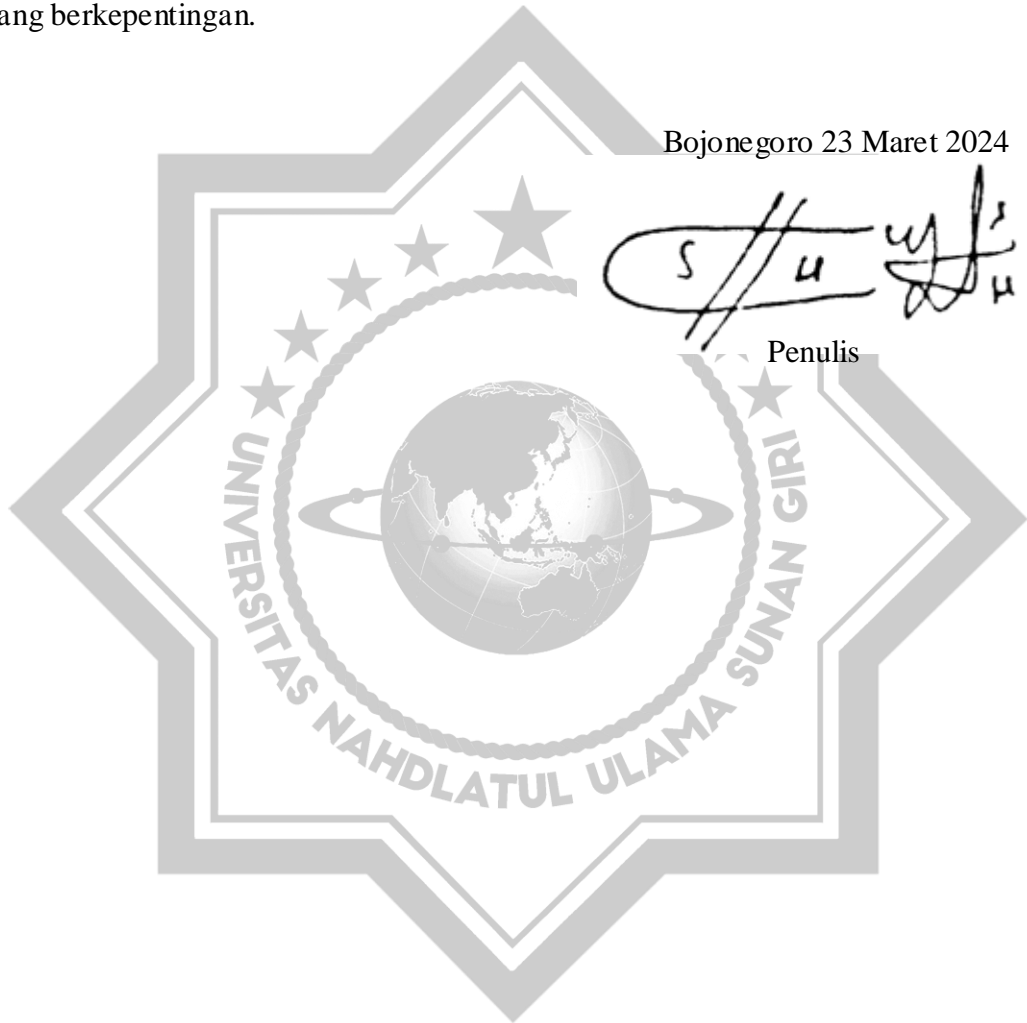 ang berkepentingan.
Bojonegoro 23 Maret 2024
Penulis
UNIVERSITAS NAHDLATUL ULAMA SUNAN GIRI